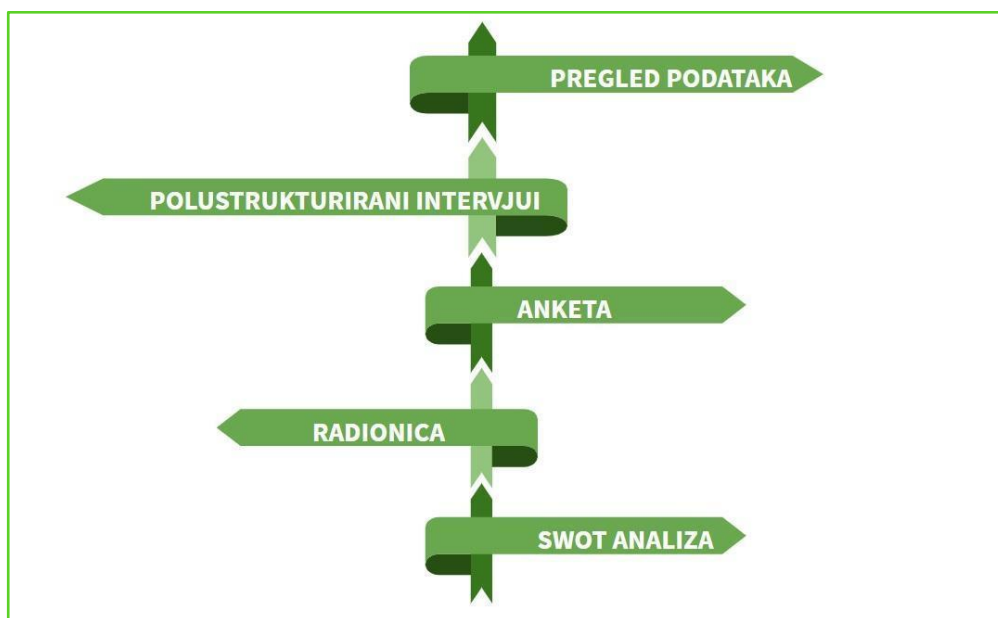 PREGLED PODATAKA
POLUSTRUKTURIRANI INTERVJUI
ANKETA
RADIONICA
SWOT ANALIZA